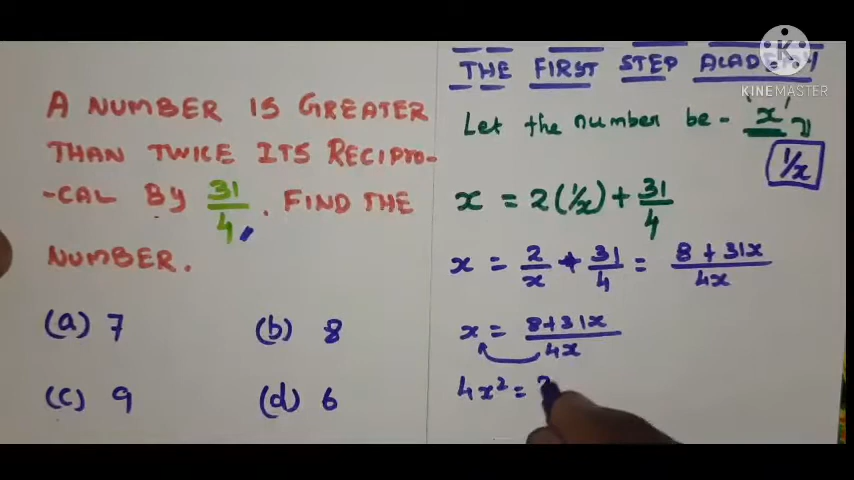 A NUMBER IS GREATER
THAN TWICE ITS RECIPRO-
-CAL BY 31/4. FIND THE
NUMBER.
(a) 7 (b) 8
(c) 9 (d) 6
THE FIRST STEP ACADEMY
KINEMASTER
Let the number be - 'x'
1/x
x = 2(1/x) + 31/4
x = 2/x + 31/4 = 8 + 31x/4x
x = 8+31x/4x
4x² =